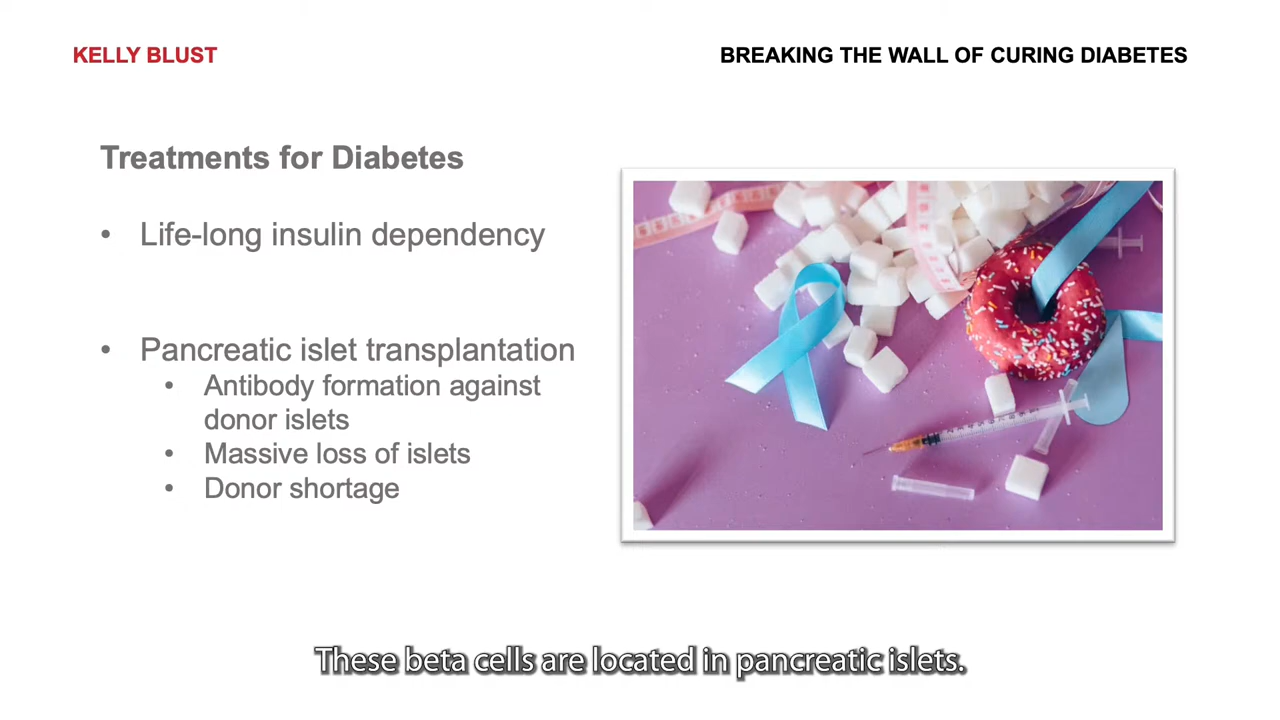 KELLY BLUST
BREAKING THE WALL OF CURING DIABETES
Treatments for Diabetes
• Life-long insulin dependency
• Pancreatic islet transplantation
• Antibody formation against
donor islets
• Massive loss of islets
• Donor shortage
These beta cells are located in pancreatic islets.